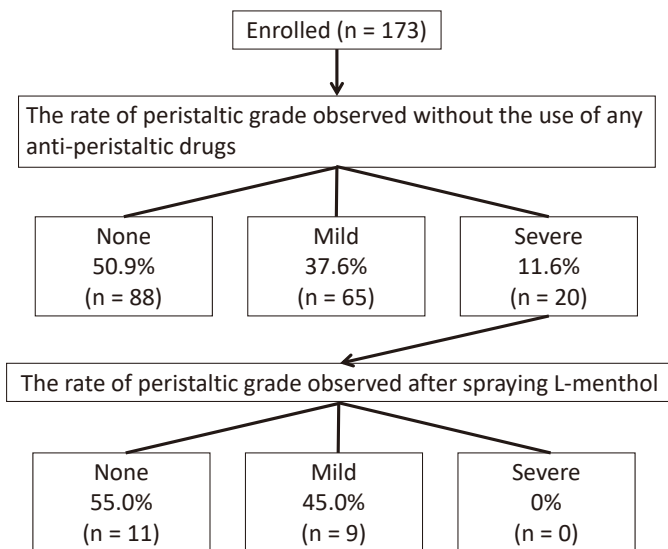 Enrolled (n = 173)
The rate of peristaltic grade observed without the use of any
anti-peristaltic drugs
None
50.9%
(n = 88)
Mild
37.6%
(n = 65)
Severe
11.6%
(n = 20)
The rate of peristaltic grade observed after spraying L-menthol
None
55.0%
(n = 11)
Mild
45.0%
(n = 9)
Severe
0%
(n = 0)